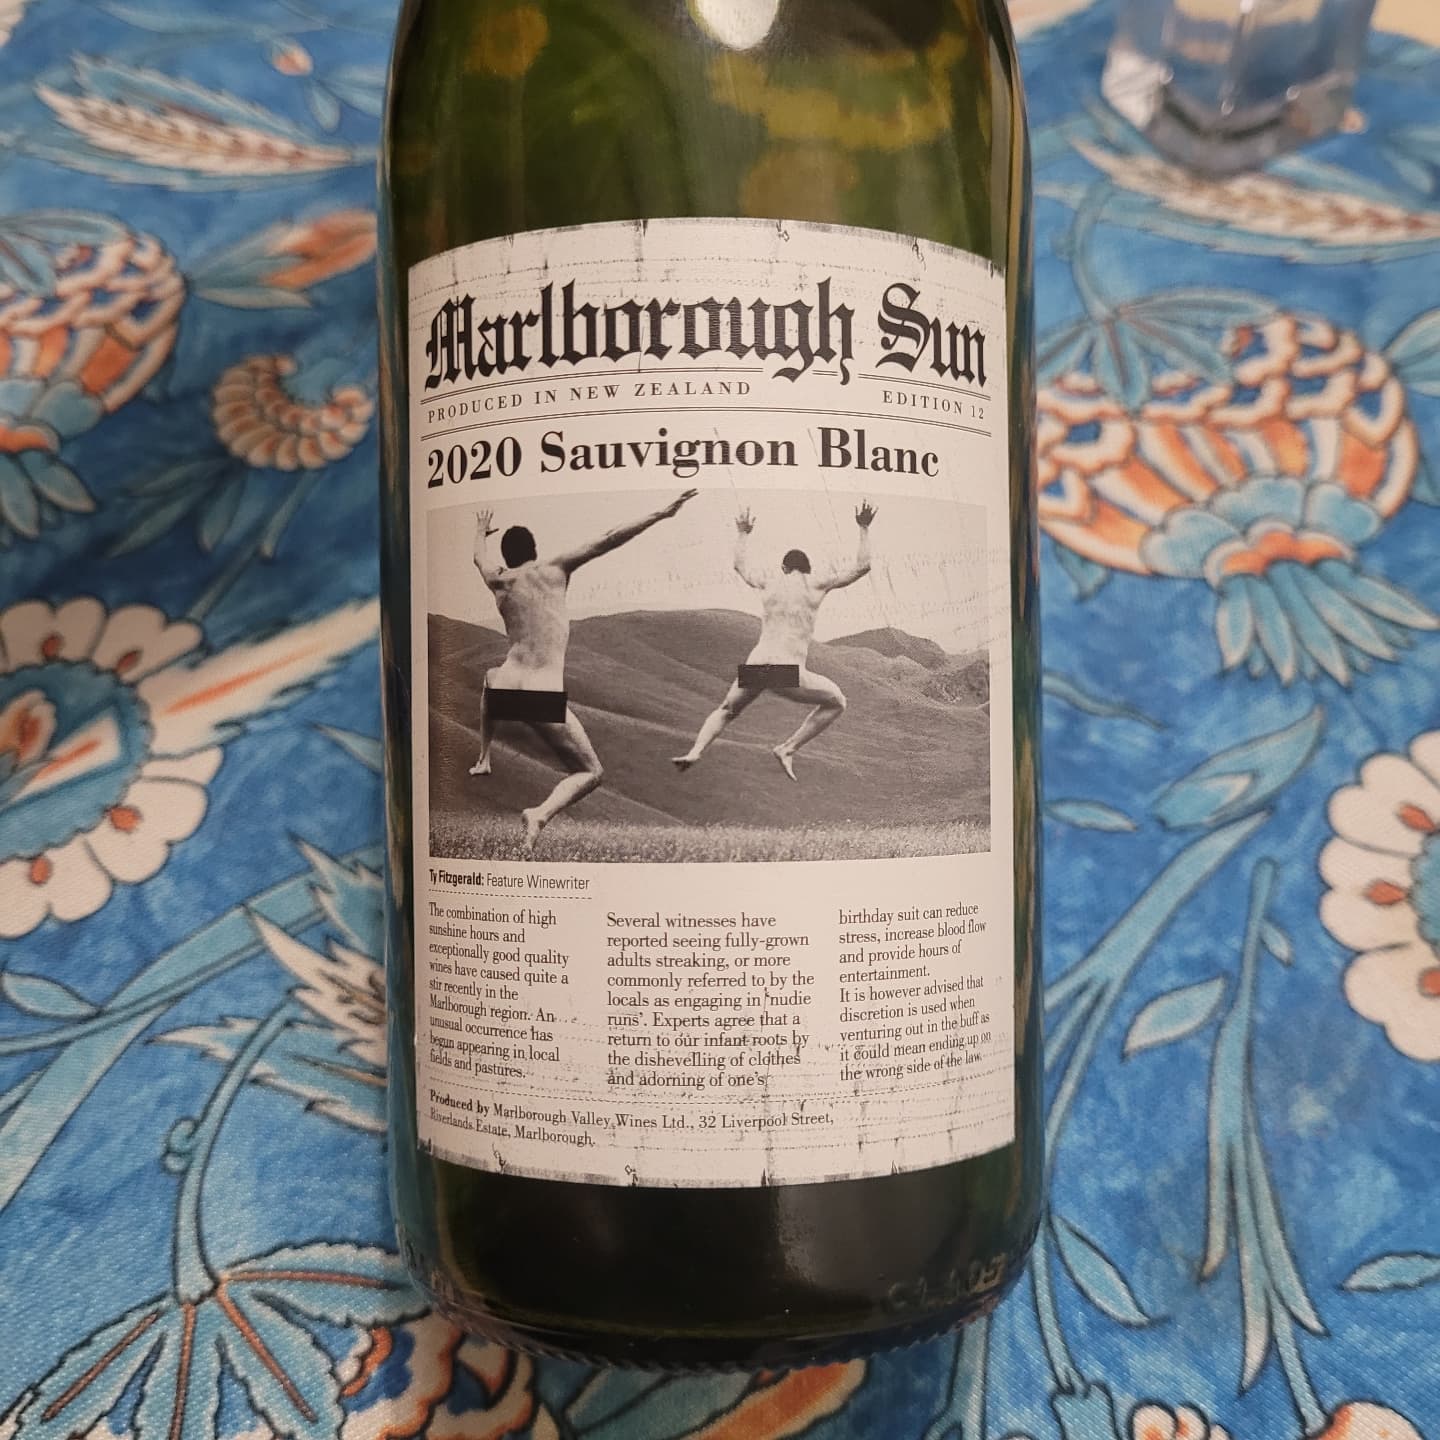 Marlborough Sun
PRODUCED IN NEW ZEALAND
EDITION 12
2020 Sauvignon Blanc
Ty Fitzgerald: Feature Winewriter
The combination of high
sunshine hours and
exceptionally good quality
wines have caused quite a
stir recently in the
Marlborough region. An
unusual occurrence has
begun appearing in local
fields and pastures.
Several witnesses have
reported seeing fully-grown
adults streaking, or more
commonly referred to by the
locals as engaging in 'nudie
runs'. Experts agree that a
return to our infant roots by
the dishevelling of clothes
and adorning of one's
birthday suit can reduce
stress, increase blood flow
and provide hours of
entertainment.
It is however advised that
discretion is used when
venturing out in the buff as
it could mean ending up on
the wrong side of the law.
Produced by Marlborough Valley Wines Ltd., 32 Liverpool Street,
Riverlands Estate, Marlborough.